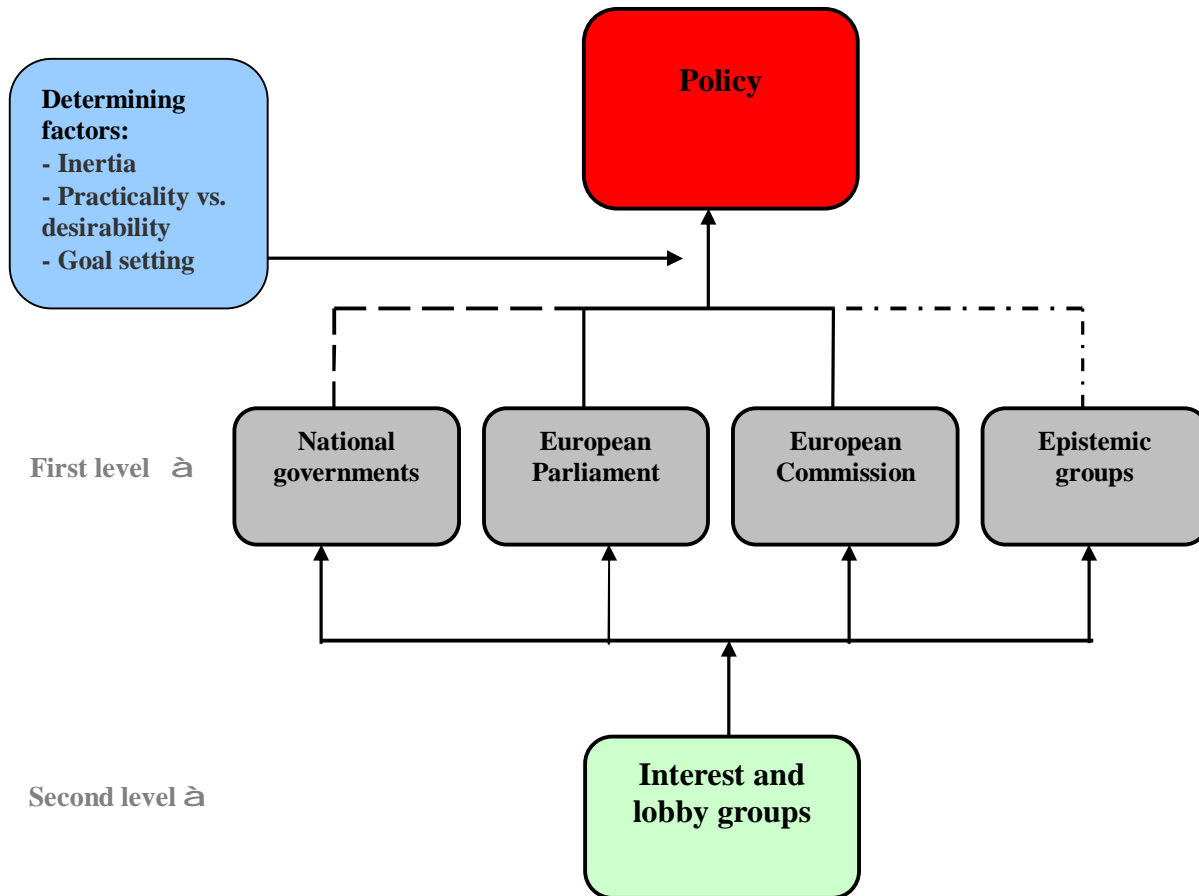 Policy
Determining
factors:
- Inertia
- Practicality vs.
desirability
- Goal setting
First level à
National
governments
European
Parliament
European
Commission
Epistemic
groups
Second level à
Interest and
lobby groups